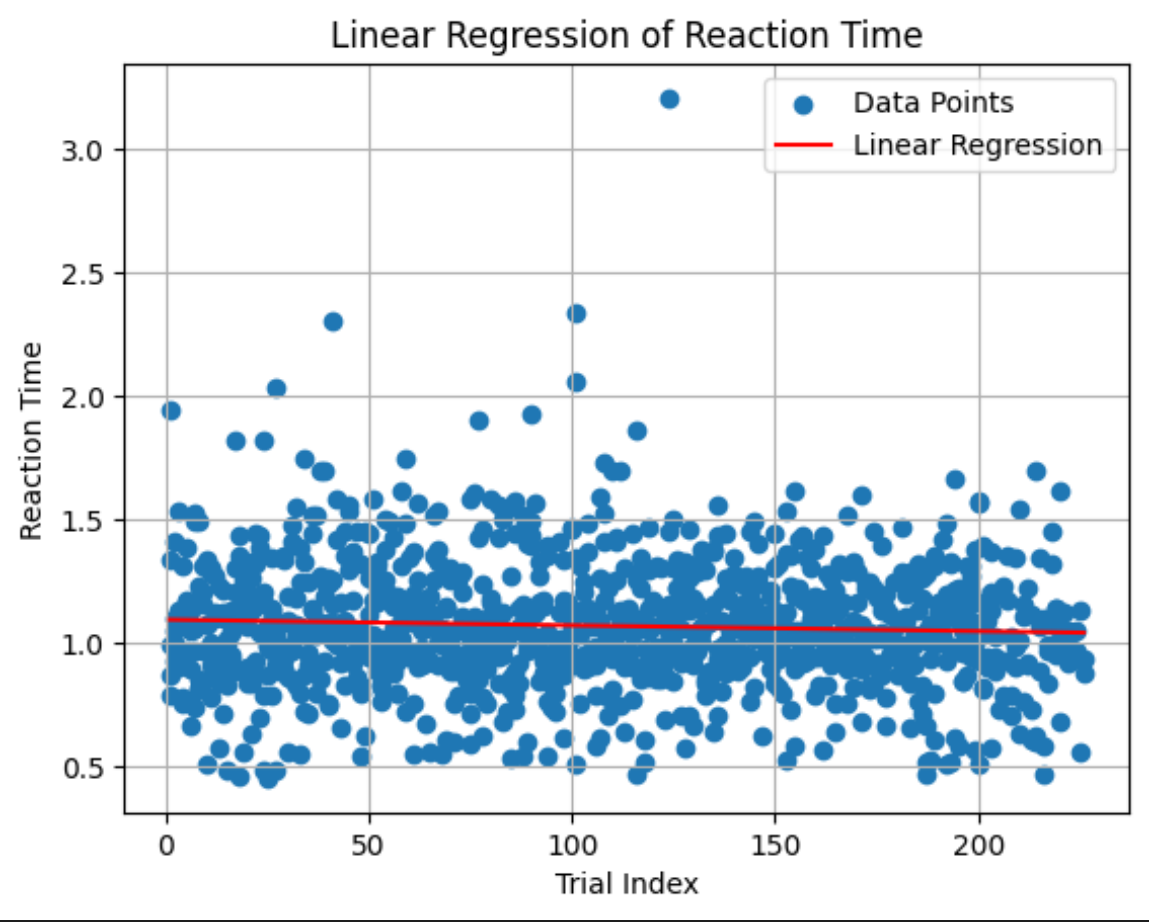 Linear Regression of Reaction Time
Data Points
Linear Regression
3.0
2.5
2.0
1.5
1.0
0.5
Reaction Time
0 50 100 150 200
Trial Index